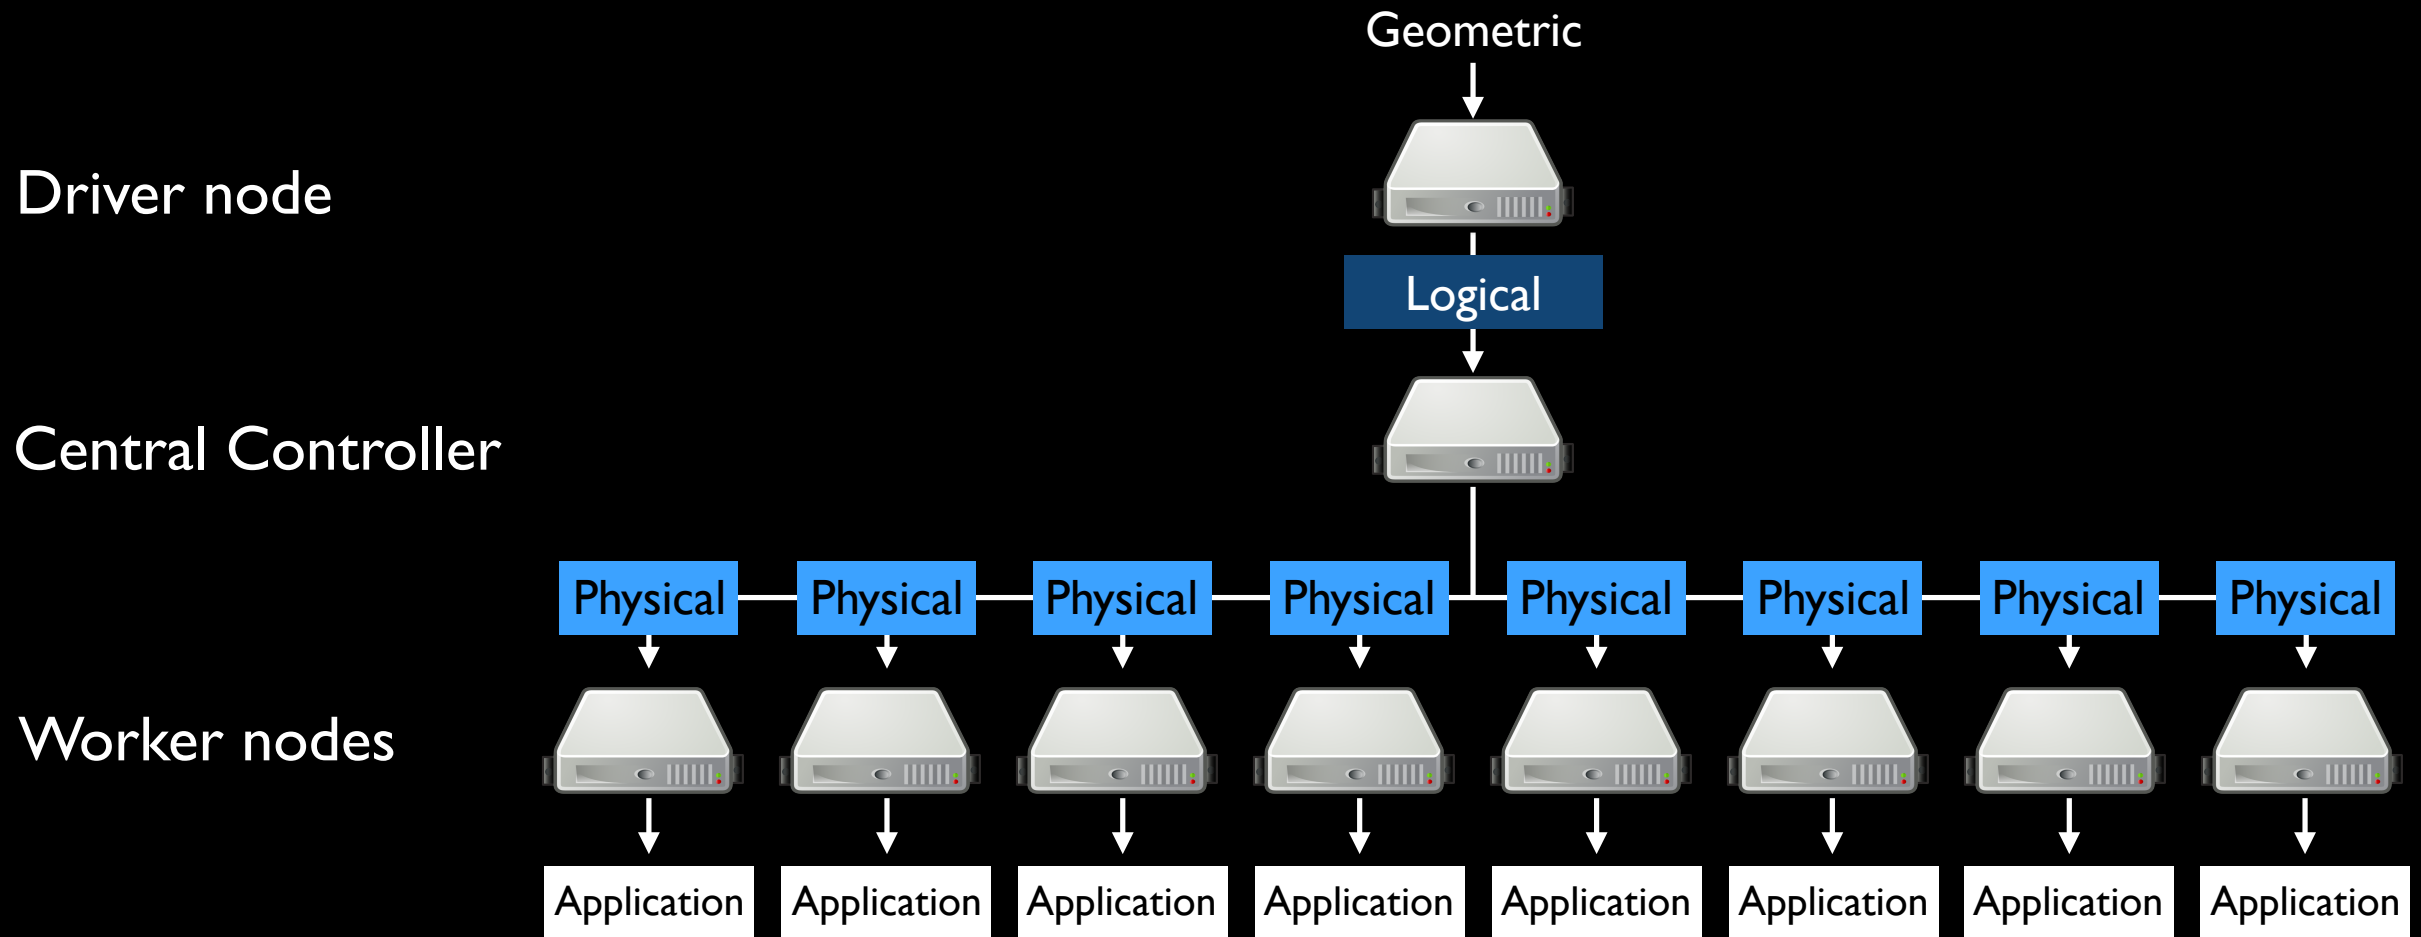 Geometric
Driver node
Logical
Central Controller
Physical Physical Physical Physical Physical Physical Physical Physical
Worker nodes
Application Application Application Application Application Application Application Application